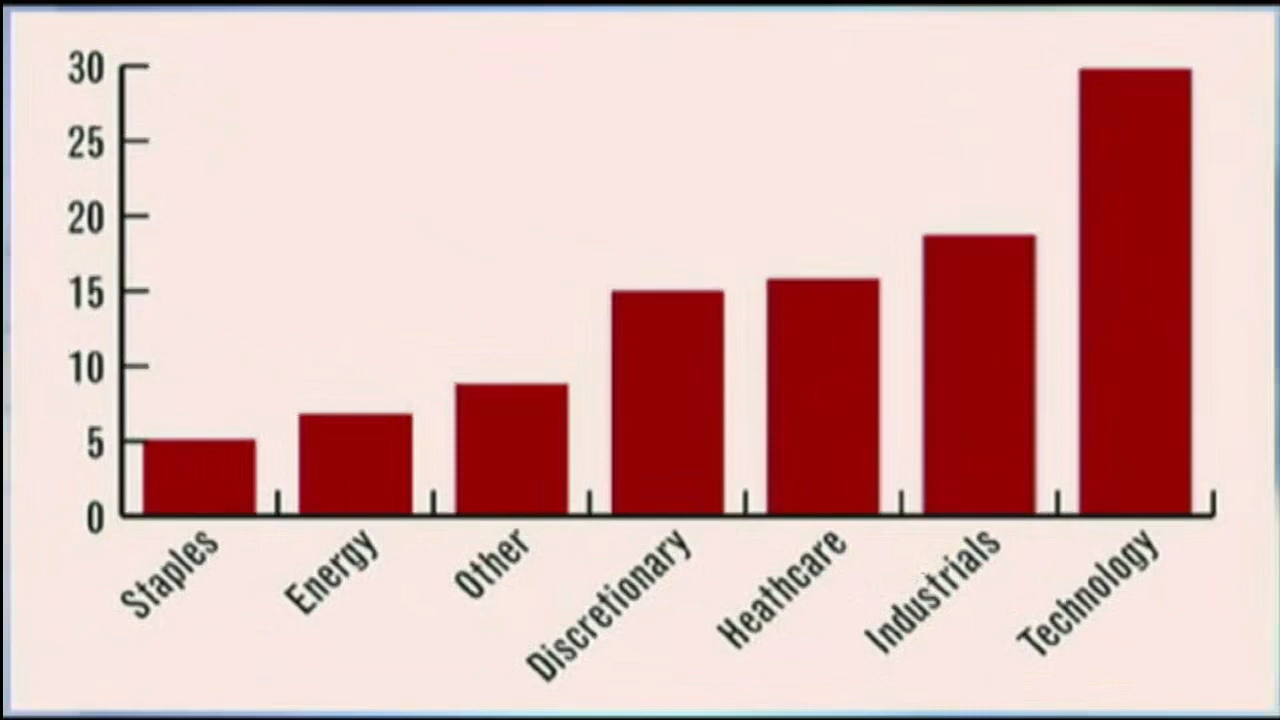 30
25
20
15
10
5
0
Staples
Energy
Other
Discretionary
Heathcare
Industrials
Technology